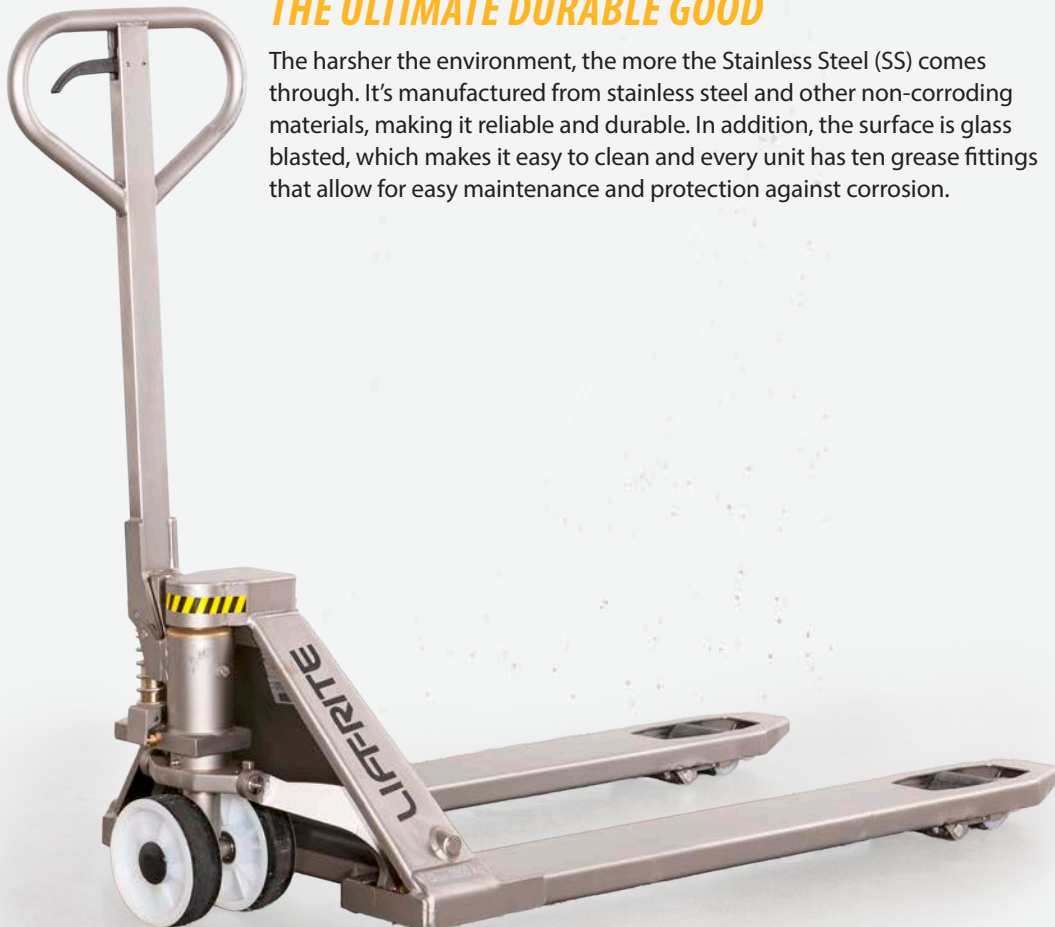 THE ULTIMATE DURABLE GOOD
The harsher the environment, the more the Stainless Steel (SS) comes
through. It’s manufactured from stainless steel and other non-corroding
materials, making it reliable and durable. In addition, the surface is glass
blasted, which makes it easy to clean and every unit has ten grease fittings
that allow for easy maintenance and protection against corrosion.
LIFT-RITE